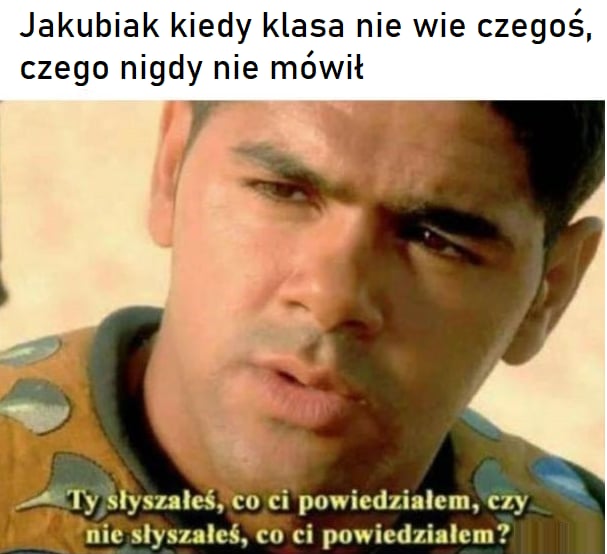 Jakubiak kiedy klasa nie wie czegoś,
czego nigdy nie mówił
Ty słyszałeś, co ci powiedziałem, czy
nie słyszałeś, co ci powiedziałem?